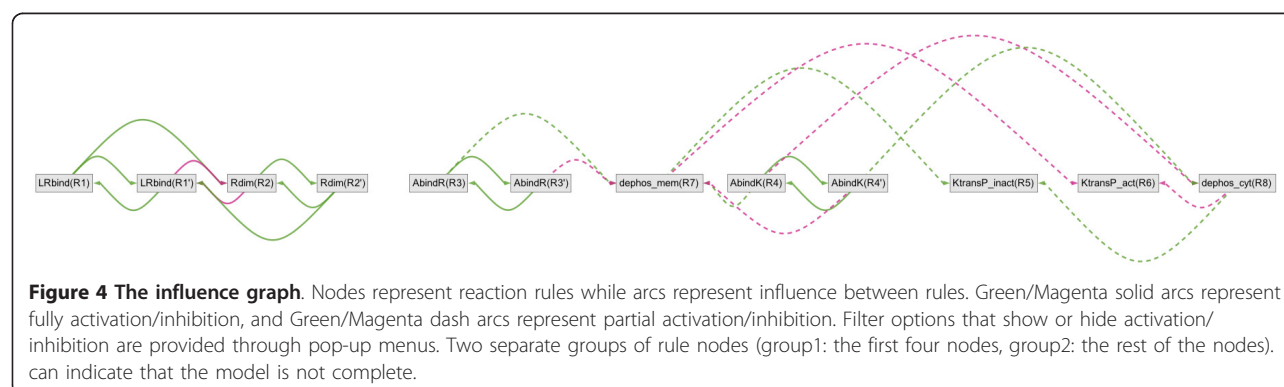 LRbind(R1) LRbind(R1') Rdim(R2) Rdim(R2') AbindR(R3) AbindR(R3') dephos_mem(R7) AbindK(R4) AbindK(R4') KtransP_inact(R5) KtransP_act(R6) dephos_cyt(R8)
Figure 4 The influence graph. Nodes represent reaction rules while arcs represent influence between rules. Green/Magenta solid arcs represent
fully activation/inhibition, and Green/Magenta dash arcs represent partial activation/inhibition. Filter options that show or hide activation/
inhibition are provided through pop-up menus. Two separate groups of rule nodes (group1: the first four nodes, group2: the rest of the nodes).
can indicate that the model is not complete.